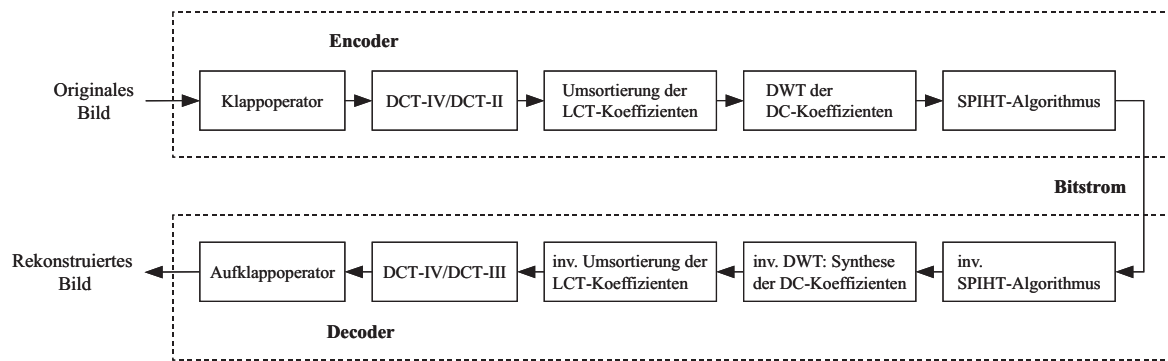 Encoder
Originales
Bild
Klappoperator
DCT-IV/DCT-II
Umsortierung der
LCT-Koeffizienten
DWT der
DC-Koeffizienten
SPIHT-Algorithmus
Bitstrom
Rekonstruiertes
Bild
Aufklappoperator
DCT-IV/DCT-III
inv. Umsortierung der
LCT-Koeffizienten
inv. DWT: Synthese
der DC-Koeffizienten
inv.
SPIHT-Algorithmus
Decoder